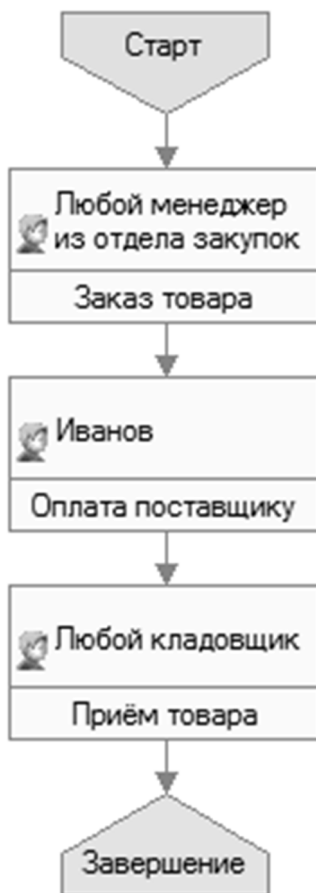 Старт
Любой менеджер
из отдела закупок
Заказ товара
Иванов
Оплата поставщику
Любой кладовщик
Приём товара
Завершение